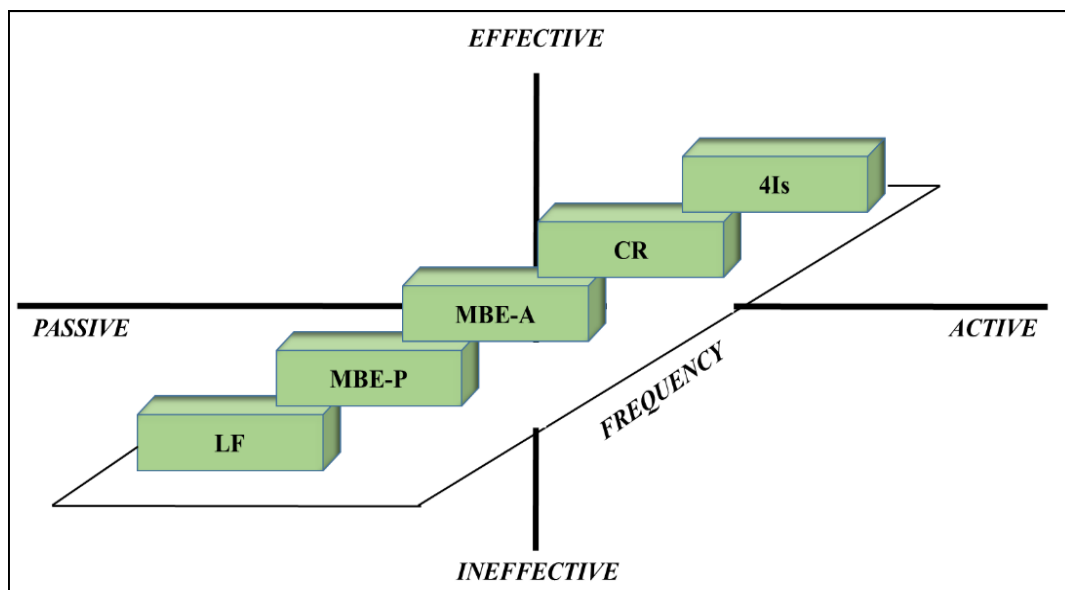 EFFECTIVE
4Is
CR
MBE-A
PASSIVE
ACTIVE
MBE-P
FREQUENCY
LF
INEFFECTIVE